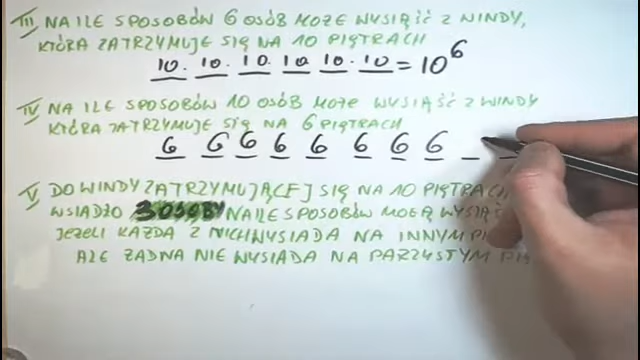 III NA ILE SPOSOBÓW 6 OSÓB MOŻE WYSIĄŚĆ Z WINDY,
KTÓRA ZATRZYMUJE SIĘ NA 10 PIĘTRACH
10 · 10 · 10 · 10 · 10 · 10 = 10^6
IV NA ILE SPOSOBÓW 10 OSÓB MOŻE WYSIĄŚĆ Z WINDY
KTÓRA ZATRZYMUJE SIĘ NA 6 PIĘTRACH
6 6 6 6 6 6 6 6 _ _
V DO WINDY ZATRZYMUJĄCEJ SIĘ NA 10 PIĘTRACH
WSIADŁO 3 OSOBY NA ILE SPOSOBÓW MOGĄ
JEŻELI KAŻDA Z NICH WYSIADA NA INNYM
ALE ŻADNA NIE WYSIADA NA PARZYSTYM